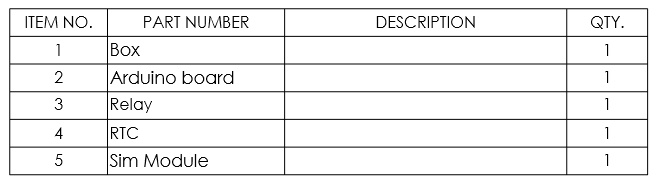 ITEM NO. PART NUMBER DESCRIPTION QTY.
1 Box 1
2 Arduino board 1
3 Relay 1
4 RTC 1
5 Sim Module 1